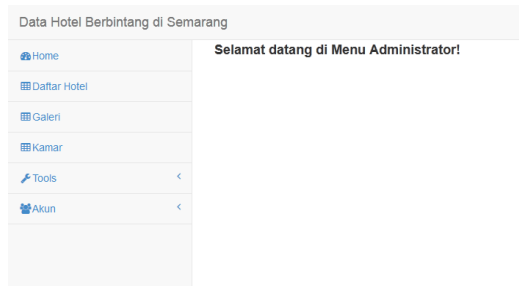 Data Hotel Berbintang di Semarang
Home
Selamat datang di Menu Administrator!
Daftar Hotel
Galeri
Kamar
Tools
Akun